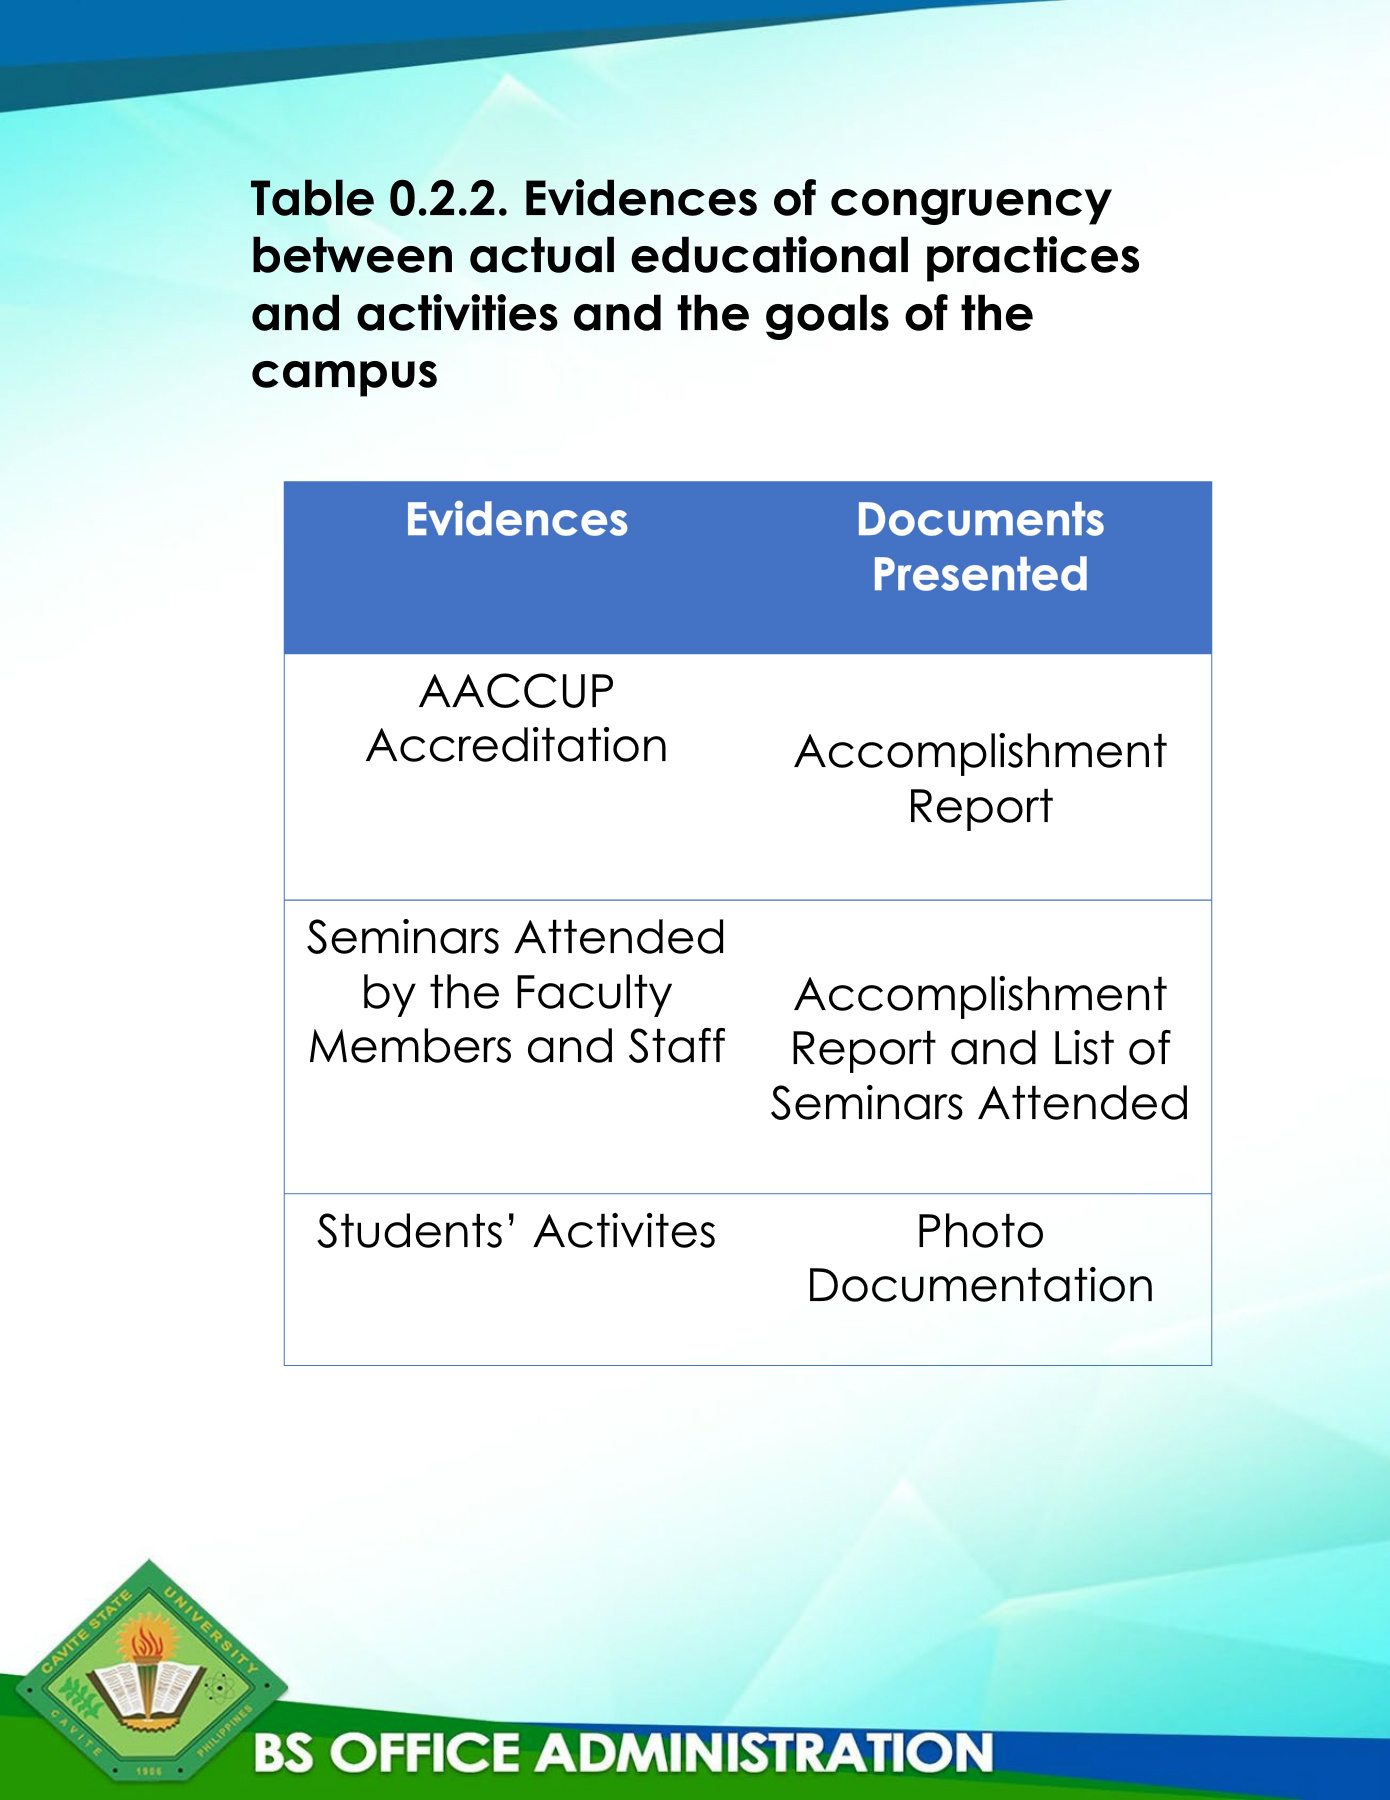 Table 0.2.2. Evidences of congruency
between actual educational practices
and activities and the goals of the
campus
Evidences
Documents
Presented
AACCUP
Accreditation
Accomplishment
Report
Seminars Attended
by the Faculty
Members and Staff
Accomplishment
Report and List of
Seminars Attended
Students’ Activites
Photo
Documentation
CAVITE STATE UNIVERSITY
CAVITE
PHILIPPINES
1906
BS OFFICE ADMINISTRATION